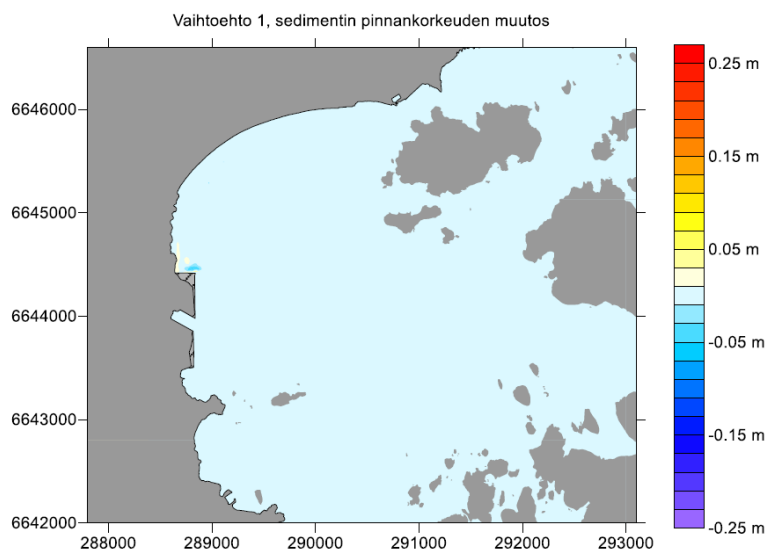 Vaihtoehto 1, sedimentin pinnankorkeuden muutos
6646000
6645000
6644000
6643000
6642000
288000 289000 290000 291000 292000 293000
0.25 m
0.15 m
0.05 m
-0.05 m
-0.15 m
-0.25 m